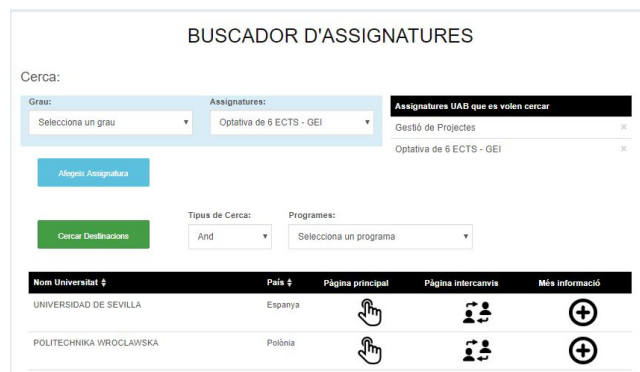 BUSCADOR D'ASSIGNATURES
Cerca:
Grau: Assignatures:
Selecciona un grau Optativa de 6 ECTS - GEI
Assignatures UAB que es volen cercar
Gestió de Projectes ×
Optativa de 6 ECTS - GEI ×
Afegeix Assignatura
Tipus de Cerca: Programes:
Cercar Destinacions And Selecciona un programa
Nom Universitat País Pàgina principal Pàgina intercanvis Més informació
UNIVERSIDAD DE SEVILLA Espanya
POLITECHNIKA WROCLAWSKA Polònia